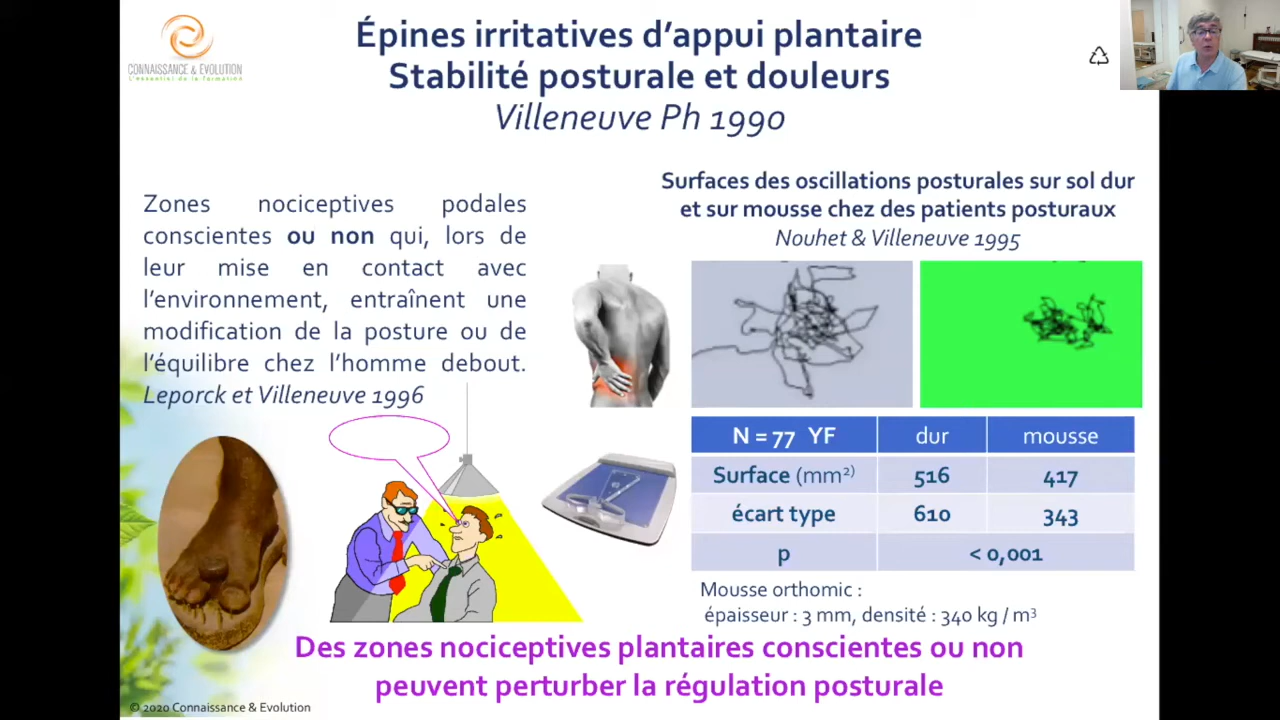 CONNAISSANCE & EVOLUTION
L'essentiel de la formation
Épines irritatives d'appui plantaire
Stabilité posturale et douleurs
Villeneuve Ph 1990
Zones nociceptives podales
conscientes ou non qui, lors de
leur mise en contact avec
l'environnement, entraînent une
modification de la posture ou de
l'équilibre chez l'homme debout.
Leporck et Villeneuve 1996
Surfaces des oscillations posturales sur sol dur
et sur mousse chez des patients posturaux
Nouhet & Villeneuve 1995
N = 77 YF dur mousse
Surface (mm²) 516 417
écart type 610 343
p < 0,001
Mousse orthomic :
épaisseur : 3 mm, densité : 340 kg / m³
Des zones nociceptives plantaires conscientes ou non
peuvent perturber la régulation posturale
© 2020 Connaissance & Evolution